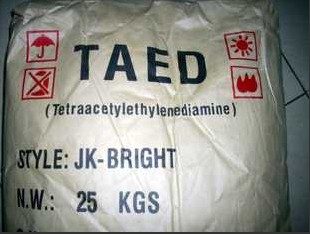 TAED
(Tetraacetylethylenediamine)
STYLE: JK-BRIGHT
N.W.: 25 KGS